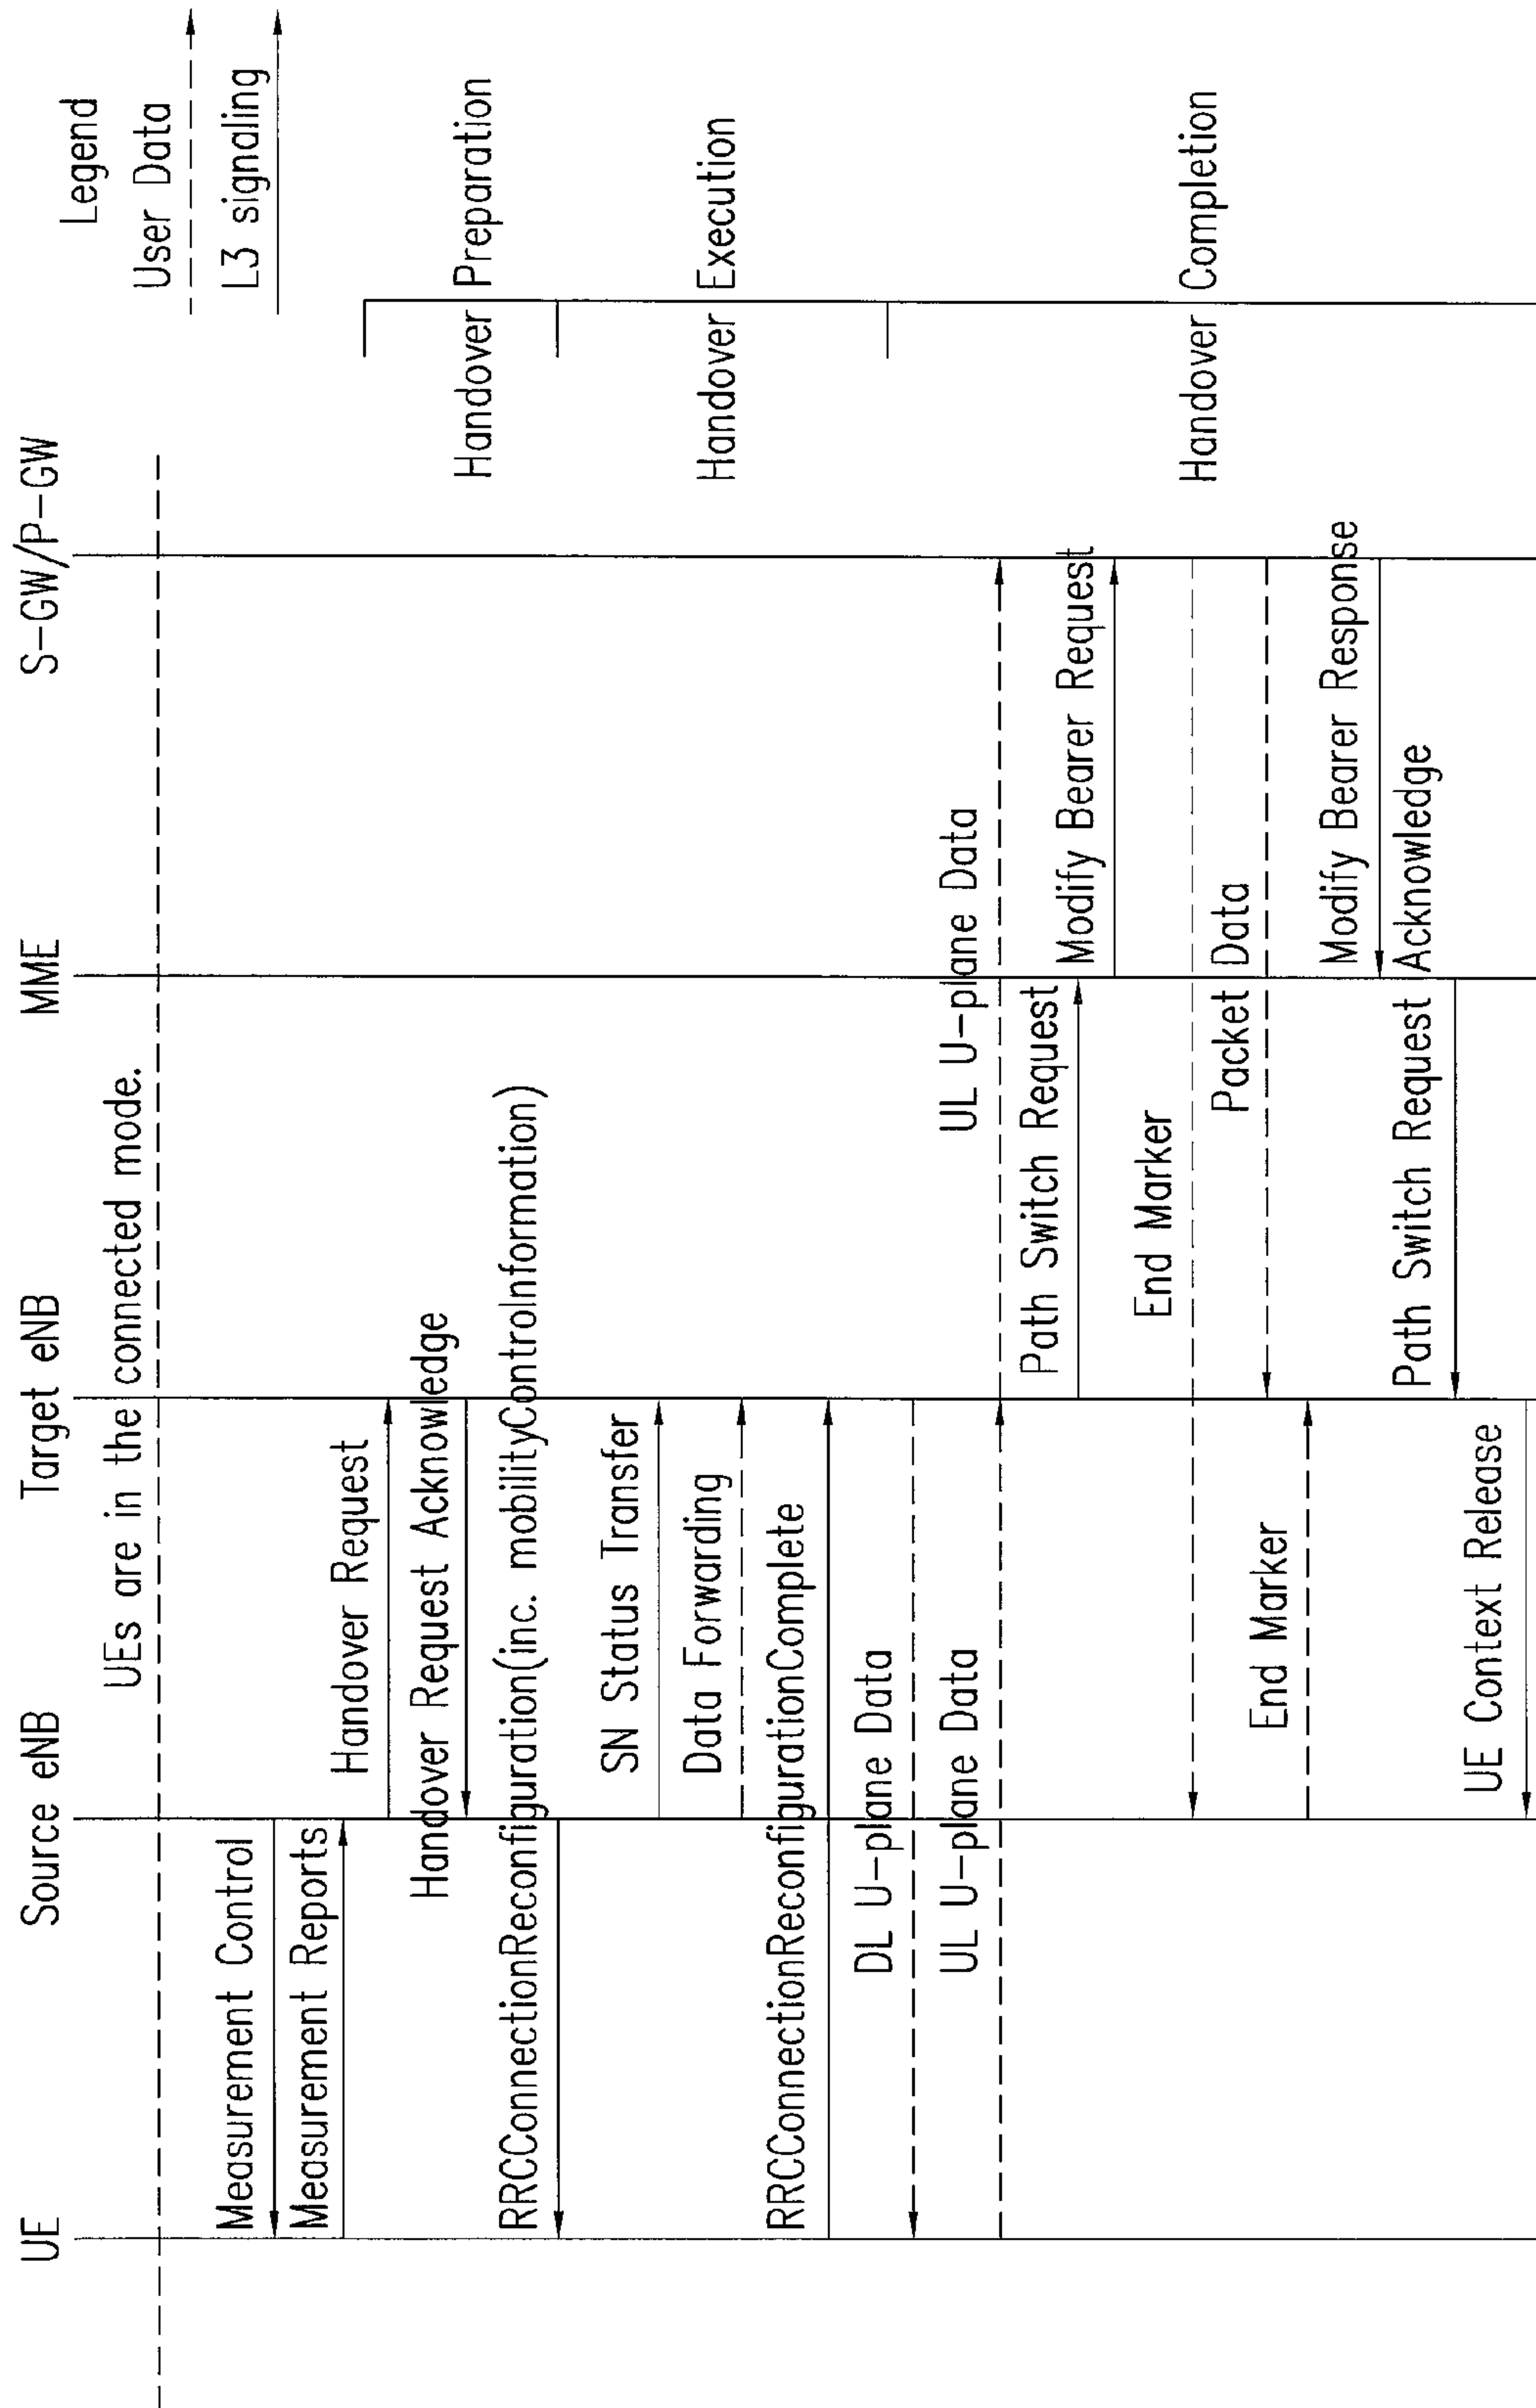 Legend
User Data
L3 signaling
UE
Source eNB
Target eNB
MME
S-GW/P-GW
UEs are in the connected mode.
Measurement Control
Measurement Reports
Handover Request
Handover Request Acknowledge
Handover Preparation
RRCConnectionReconfiguration(inc. mobilityControlInformation)
SN Status Transfer
Data Forwarding
Handover Execution
RRCConnectionReconfigurationComplete
DL U-plane Data
UL U-plane Data
UL U-plane Data
Path Switch Request
Modify Bearer Request
End Marker
Handover Completion
Packet Data
End Marker
Modify Bearer Response
Path Switch Request Acknowledge
UE Context Release